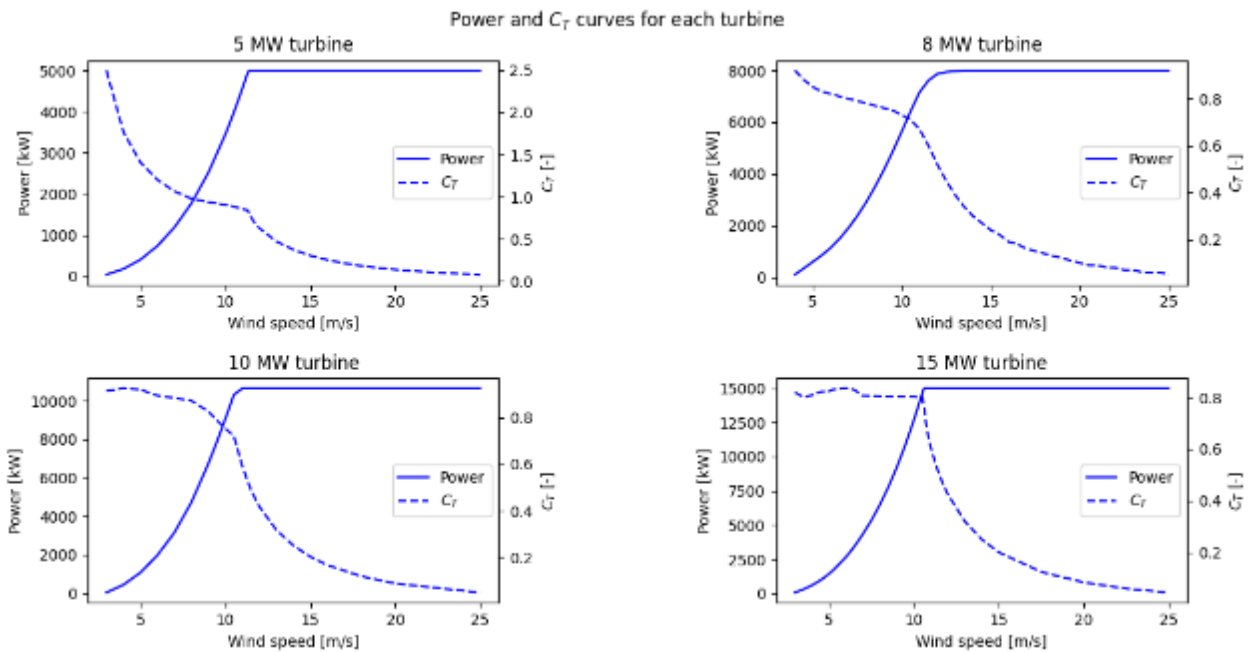 Power and C_T curves for each turbine
5 MW turbine
5000
4000
3000
2000
1000
0
Power [kW]
2.5
2.0
1.5
1.0
0.5
0.0
C_T [-]
Power
C_T
5 10 15 20 25
Wind speed [m/s]
8 MW turbine
8000
6000
4000
2000
0
Power [kW]
0.8
0.6
0.4
0.2
C_T [-]
Power
C_T
5 10 15 20 25
Wind speed [m/s]
10 MW turbine
10000
8000
6000
4000
2000
0
Power [kW]
0.8
0.6
0.4
0.2
C_T [-]
Power
C_T
5 10 15 20 25
Wind speed [m/s]
15 MW turbine
15000
12500
10000
7500
5000
2500
0
Power [kW]
0.8
0.6
0.4
0.2
C_T [-]
Power
C_T
5 10 15 20 25
Wind speed [m/s]